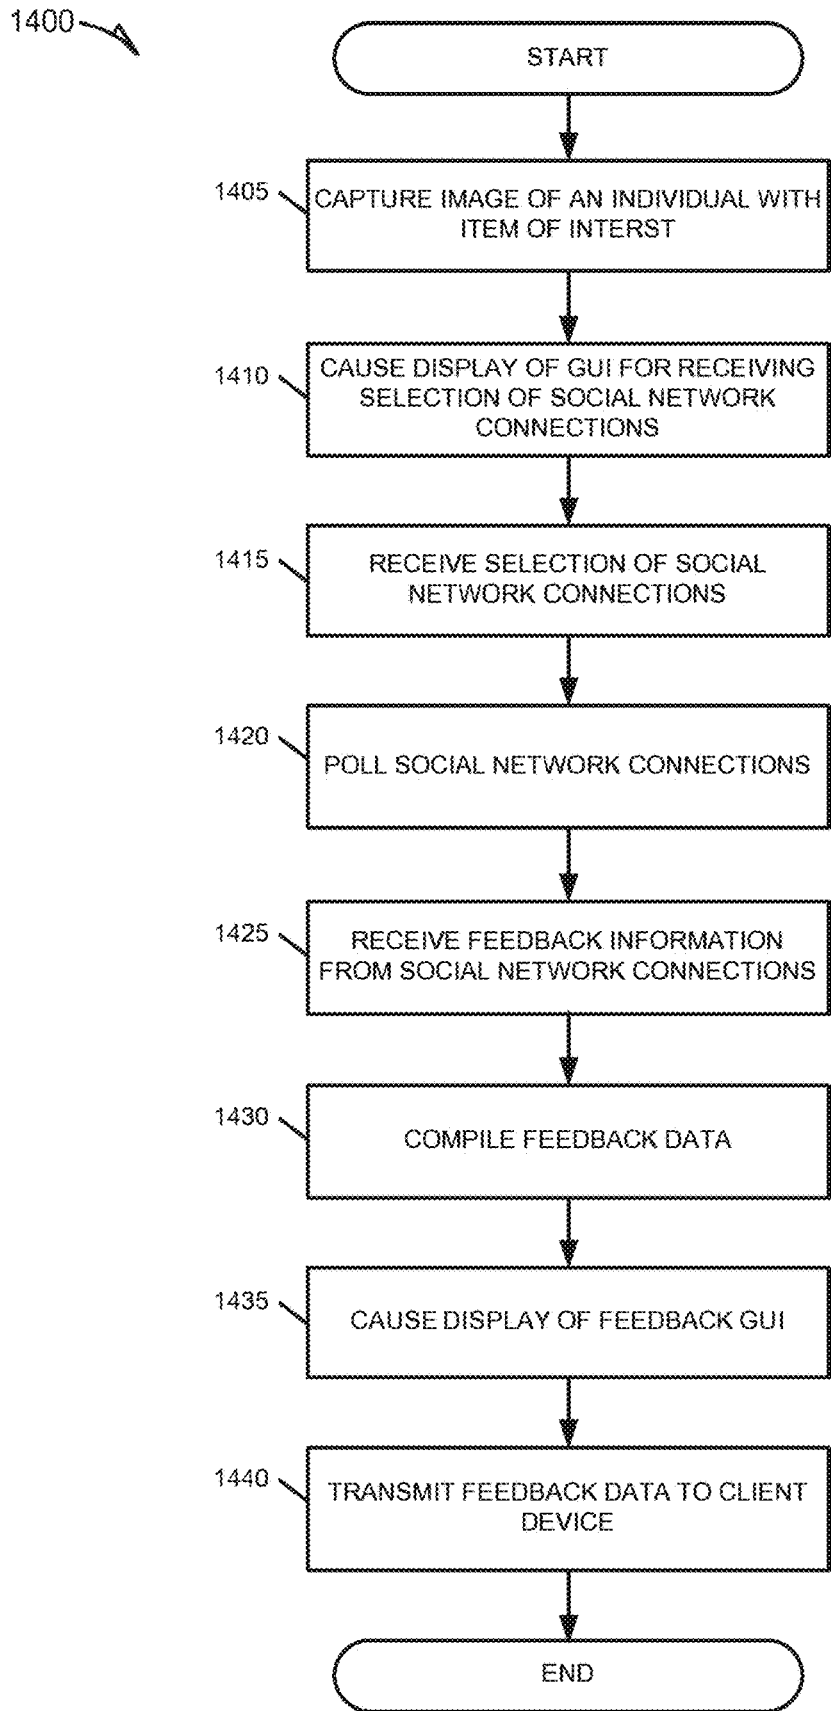 1400
START
1405
CAPTURE IMAGE OF AN INDIVIDUAL WITH
ITEM OF INTERST
1410
CAUSE DISPLAY OF GUI FOR RECEIVING
SELECTION OF SOCIAL NETWORK
CONNECTIONS
1415
RECEIVE SELECTION OF SOCIAL
NETWORK CONNECTIONS
1420
POLL SOCIAL NETWORK CONNECTIONS
1425
RECEIVE FEEDBACK INFORMATION
FROM SOCIAL NETWORK CONNECTIONS
1430
COMPILE FEEDBACK DATA
1435
CAUSE DISPLAY OF FEEDBACK GUI
1440
TRANSMIT FEEDBACK DATA TO CLIENT
DEVICE
END